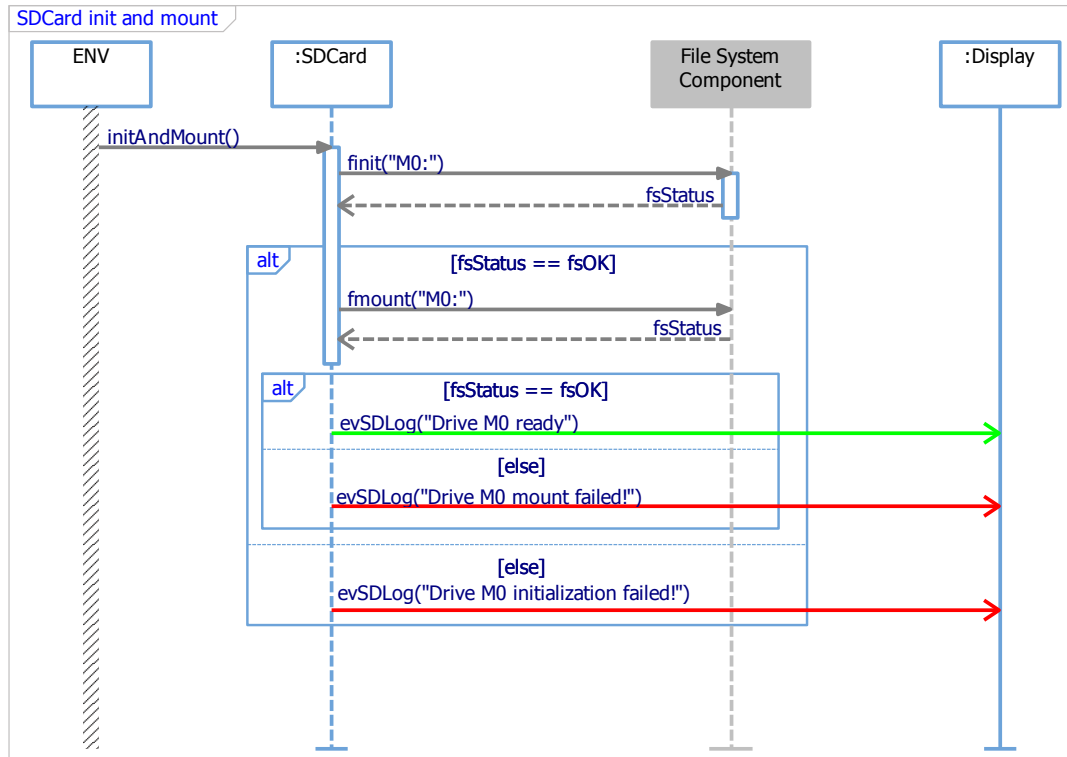 SDCard init and mount
ENV
:SDCard
File System
Component
:Display
initAndMount()
finit("M0:")
fsStatus
alt
[fsStatus == fsOK]
fmount("M0:")
fsStatus
alt
[fsStatus == fsOK]
evSDLog("Drive M0 ready")
[else]
evSDLog("Drive M0 mount failed!")
[else]
evSDLog("Drive M0 initialization failed!")